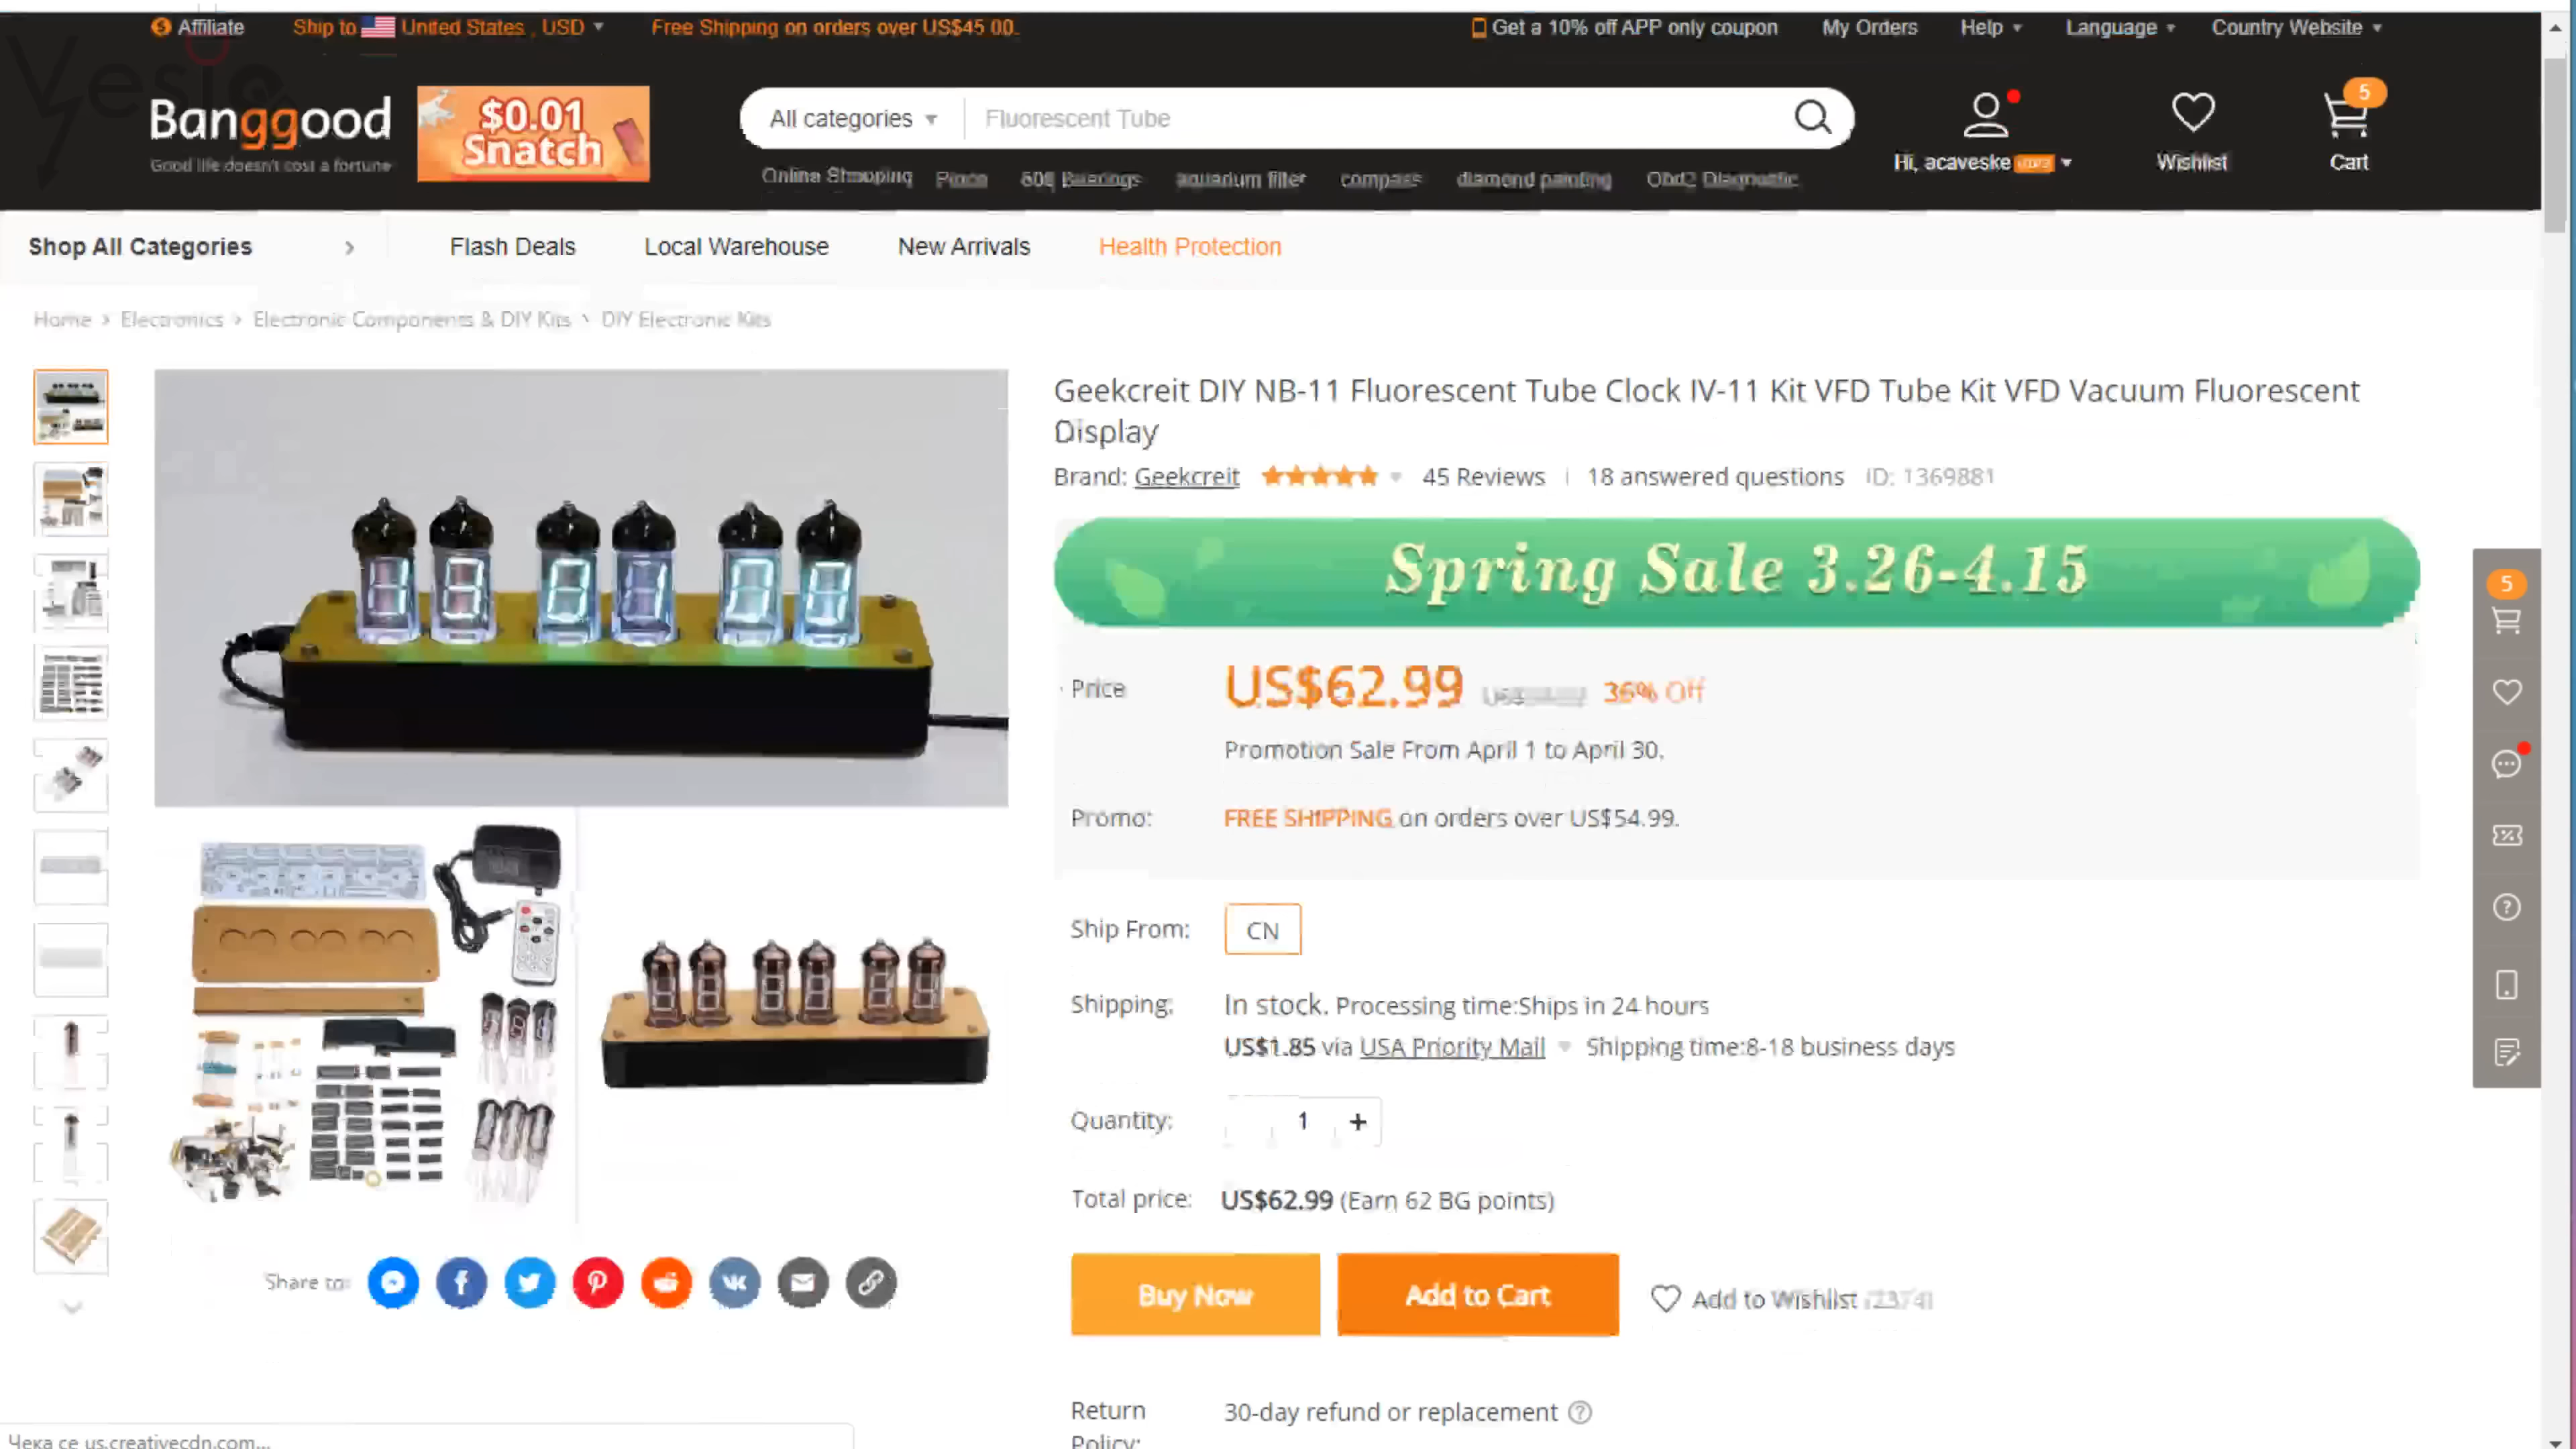 Affiliate
Ship to United States , USD
Free Shipping on orders over US$45.00.
Get a 10% off APP only coupon
My Orders
Help
Language
Country Website
Vesic
Banggood
Good life doesn't cost a fortune
$0.01
Snatch
All categories
Fluorescent Tube
Hi, acaveske
Wishlist
5
Cart
Online Shopping
608 Bearings
aquarium filter
compass
diamond painting
Obd2 Diagnostic
Shop All Categories
Flash Deals
Local Warehouse
New Arrivals
Health Protection
Home > Electronics > Electronic Components & DIY Kits > DIY Electronic Kits
Geekcreit DIY NB-11 Fluorescent Tube Clock IV-11 Kit VFD Tube Kit VFD Vacuum Fluorescent
Display
Brand: Geekcreit
45 Reviews
18 answered questions
ID: 1369881
Spring Sale 3.26-4.15
5
Price
US$62.99
36% Off
Promotion Sale From April 1 to April 30.
Promo:
FREE SHIPPING on orders over US$54.99.
Ship From:
CN
Shipping:
In stock. Processing time:Ships in 24 hours
US$1.85 via USA Priority Mail
Shipping time:8-18 business days
Quantity:
1 +
Total price:
US$62.99 (Earn 62 BG points)
Share to:
Buy Now
Add to Cart
Add to Wishlist
Return
Policy:
30-day refund or replacement
Чека се us.creativecdn.com...